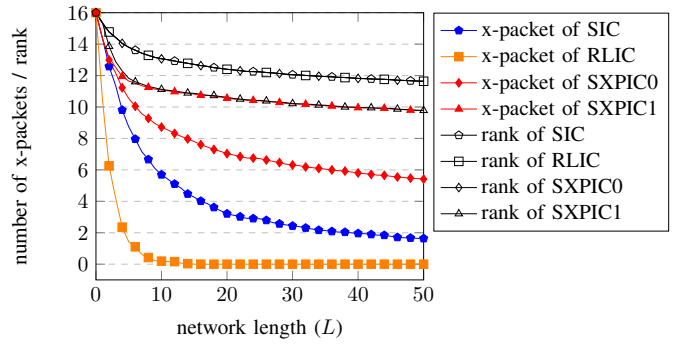 number of x-packets / rank
16
14
12
10
8
6
4
2
0
0 10 20 30 40 50
network length (L)
x-packet of SIC
x-packet of RLIC
x-packet of SXPIC0
x-packet of SXPIC1
rank of SIC
rank of RLIC
rank of SXPIC0
rank of SXPIC1